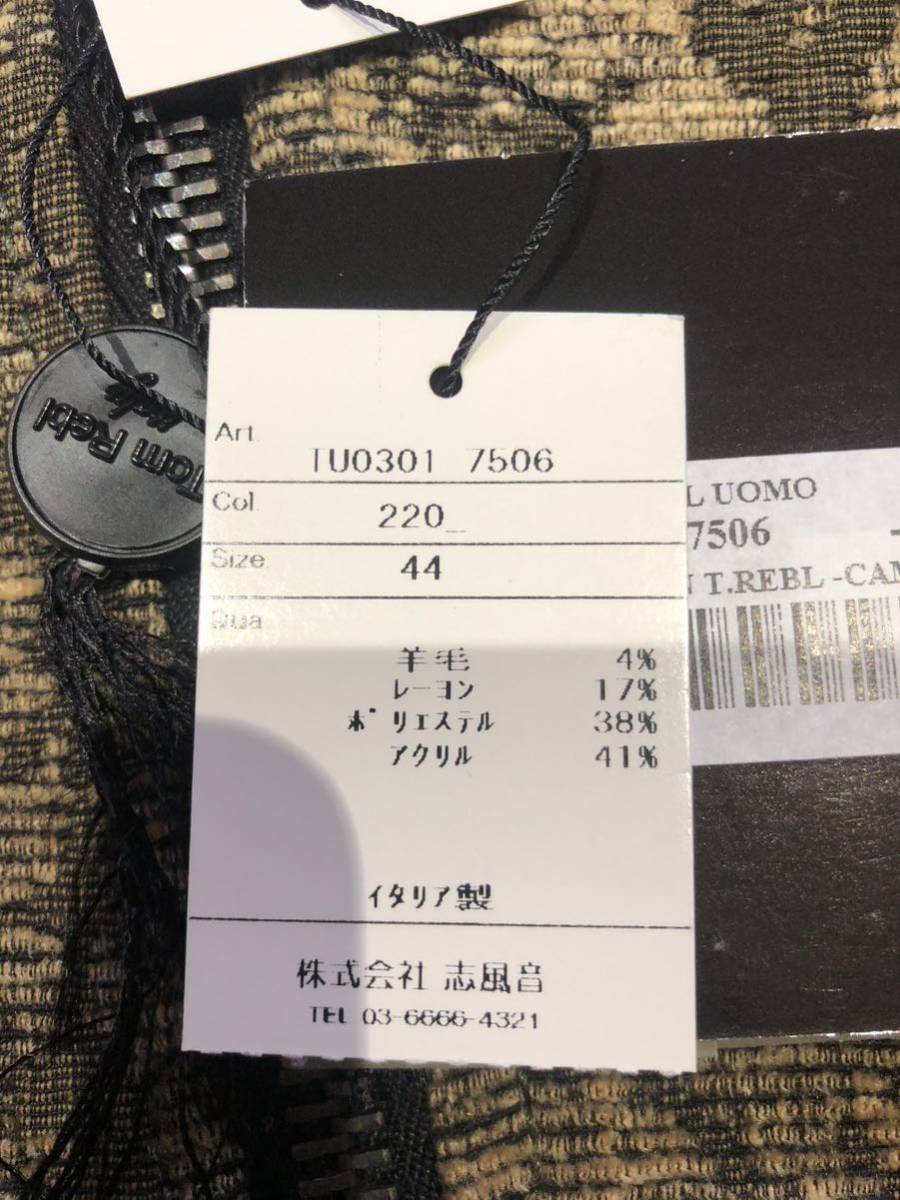 Art.
TU0301 7506
Col.
220_
Size.
44
Qua
羊毛 4%
レーヨン 17%
ポリエステル 38%
アクリル 41%
イタリア製
株式会社 志風音
TEL 03-6666-4321
Tom Rebl
L UOMO
7506
T.REBL -CAM